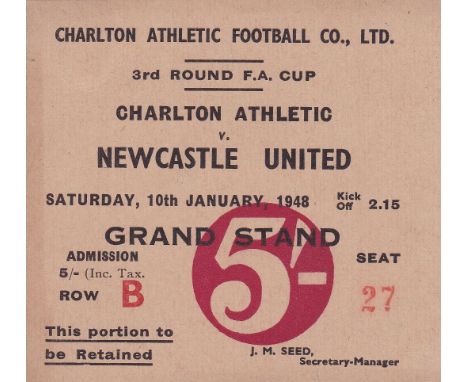 CHARLTON ATHLETIC FOOTBALL CO., LTD.
3rd ROUND F.A. CUP
CHARLTON ATHLETIC
v.
NEWCASTLE UNITED
SATURDAY, 10th JANUARY, 1948 Kick Off 2.15
GRAND STAND
5/-
ADMISSION
5/- (Inc. Tax.
ROW B
SEAT
27
This portion to
be Retained
J. M. SEED,
Secretary-Manager